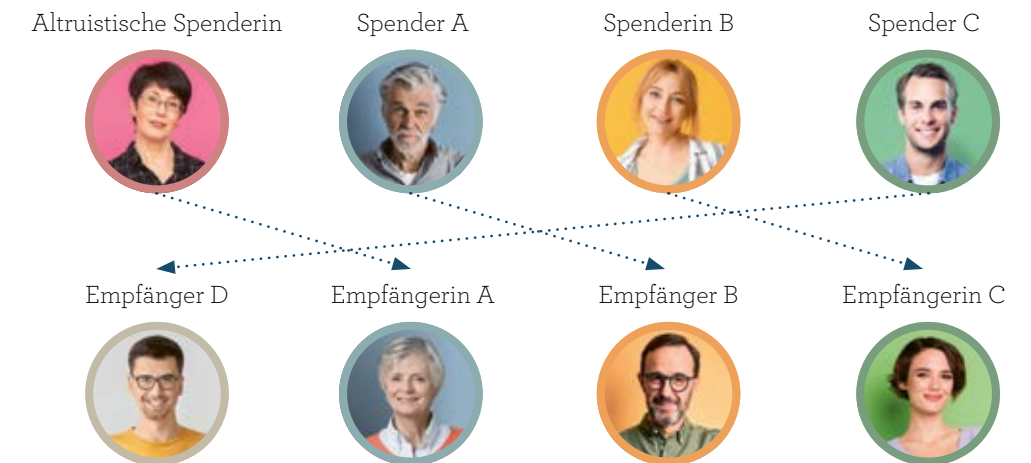 Altruistische Spenderin
Spender A
Spenderin B
Spender C
Empfänger D
Empfängerin A
Empfänger B
Empfängerin C